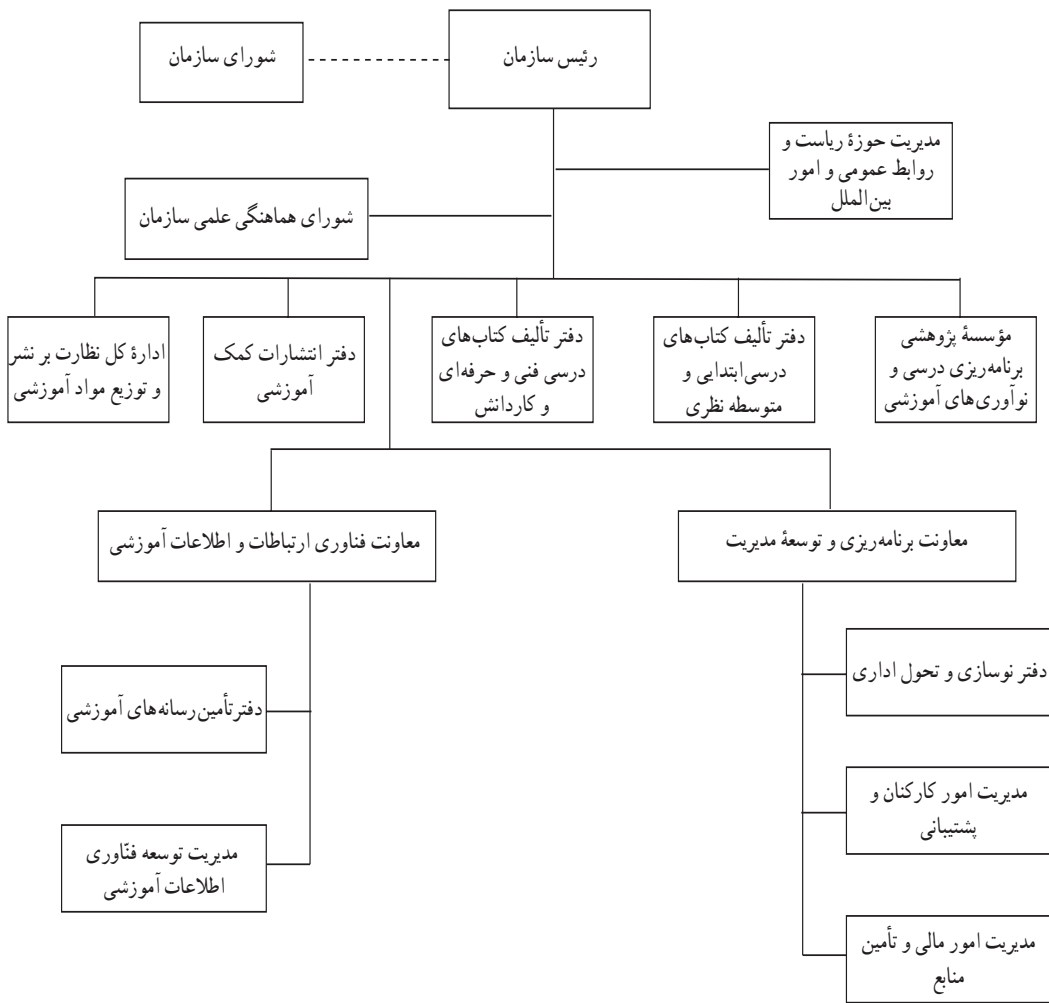 رئیس سازمان
شورای سازمان
مدیریت حوزهٔ ریاست و
روابط عمومی و امور
بین‌الملل
شورای هماهنگی علمی سازمان
مؤسسهٔ پژوهشی
برنامه‌ریزی درسی و
نوآوری‌های آموزشی
دفتر تألیف کتاب‌های
درسی‌ابتدایی و
متوسطه نظری
دفتر تألیف کتاب‌های
درسی فنی و حرفه‌ای
و کاردانش
دفتر انتشارات کمک
آموزشی
ادارهٔ کل نظارت بر نشر
و توزیع مواد آموزشی
معاونت برنامه‌ریزی و توسعهٔ مدیریت
معاونت فناوری ارتباطات و اطلاعات آموزشی
دفتر نوسازی و تحول اداری
مدیریت امور کارکنان و
پشتیبانی
مدیریت امور مالی و تأمین
منابع
دفترتأمین‌رسانه‌های آموزشی
مدیریت توسعه فنّاوری
اطلاعات آموزشی